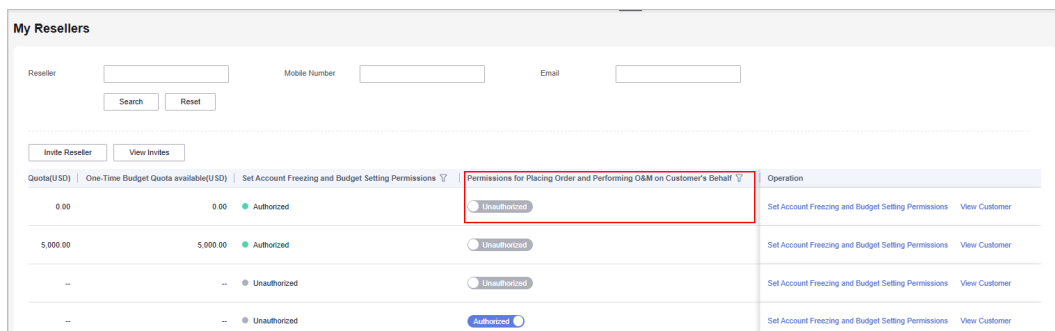 My Resellers
Reseller Mobile Number Email
Search Reset
Invite Reseller View Invites
Quota(USD) One-Time Budget Quota available(USD) Set Account Freezing and Budget Setting Permissions Permissions for Placing Order and Performing O&M on Customer's Behalf Operation
0.00 0.00 Authorized Unauthorized Set Account Freezing and Budget Setting Permissions View Customer
5,000.00 5,000.00 Authorized Unauthorized Set Account Freezing and Budget Setting Permissions View Customer
-- -- Unauthorized Unauthorized Set Account Freezing and Budget Setting Permissions View Customer
-- -- Unauthorized Authorized Set Account Freezing and Budget Setting Permissions View Customer